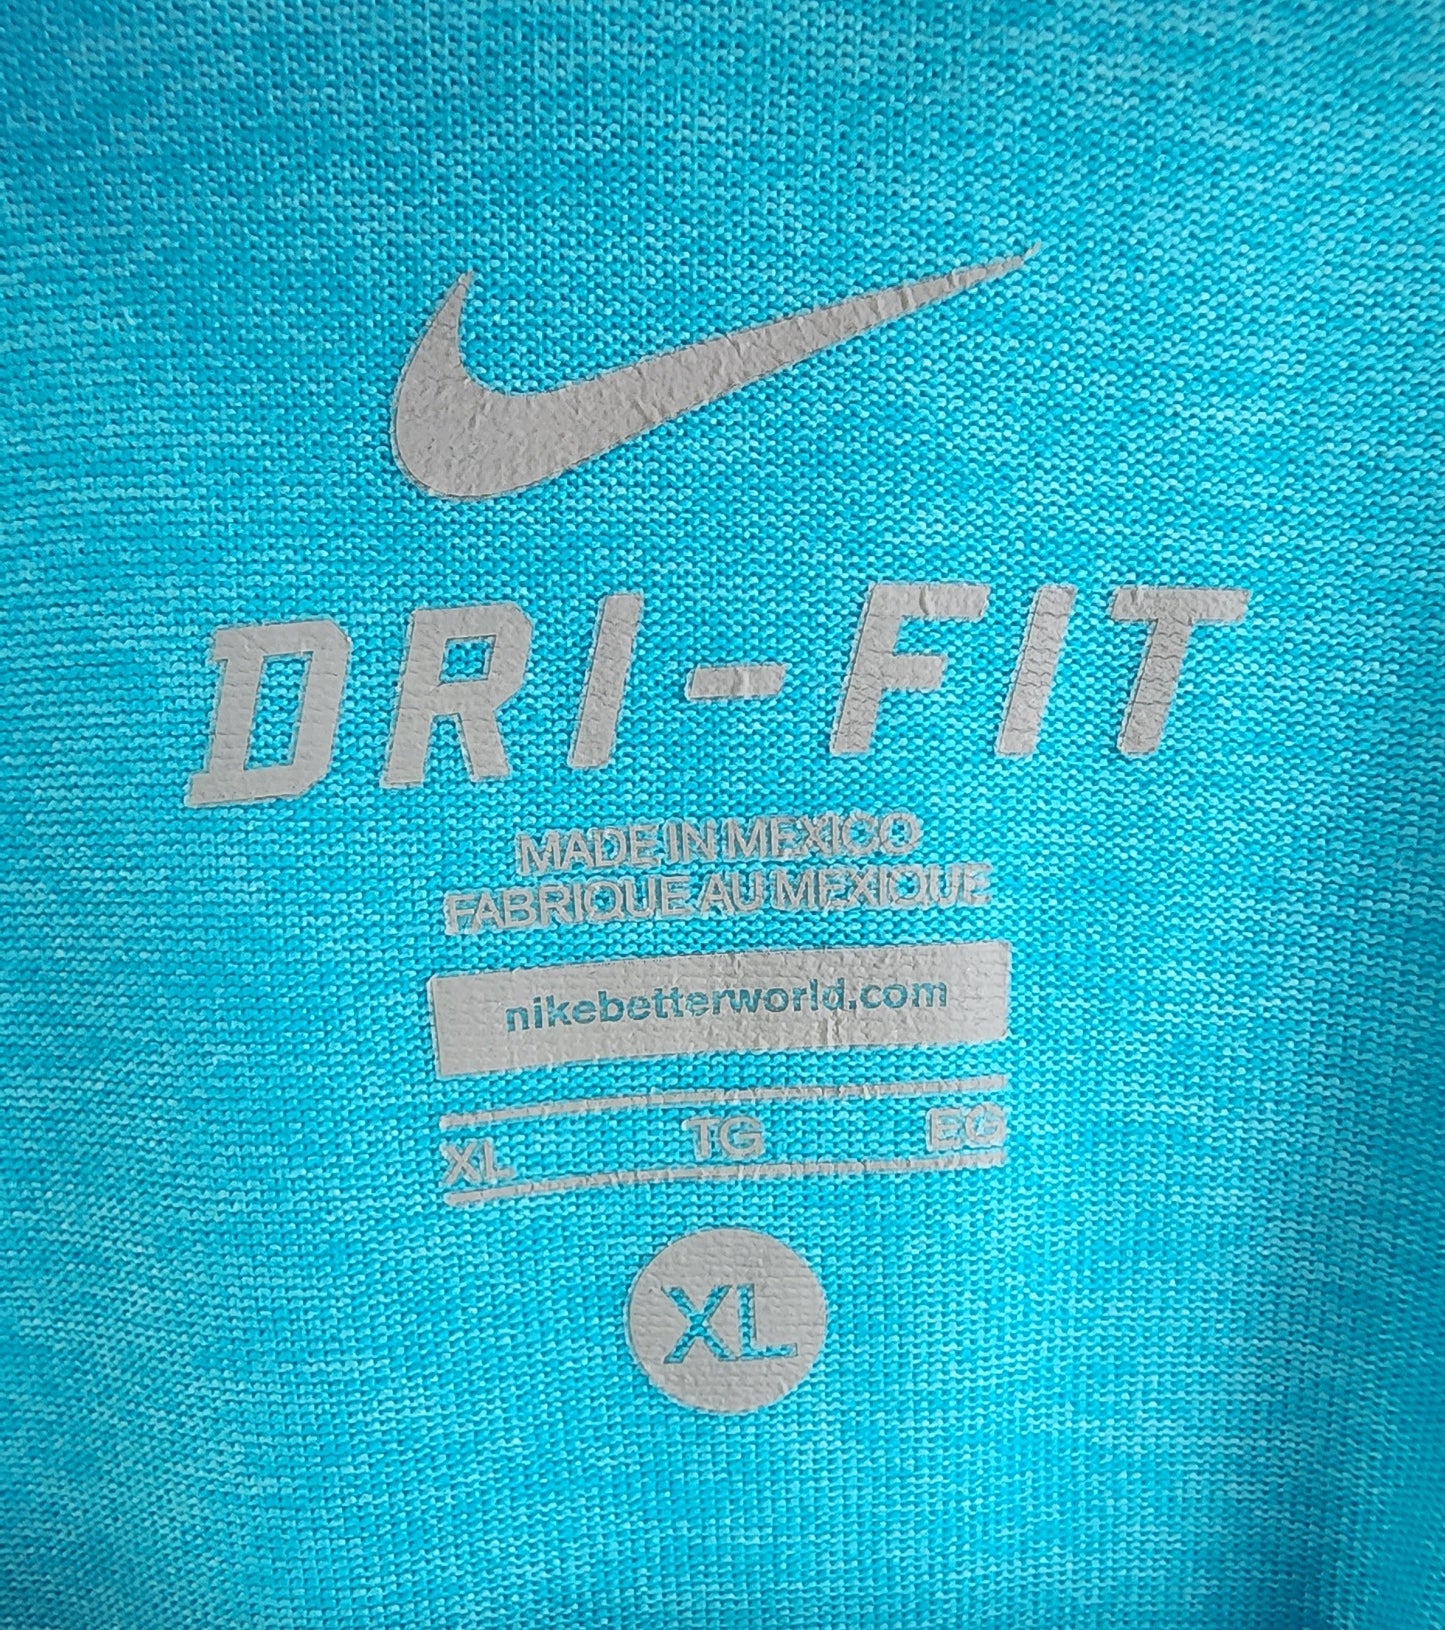 DRI-FIT
MADE IN MEXICO
FABRIQUE AU MEXIQUE
nikebetterworld.com
XL TG EG
XL